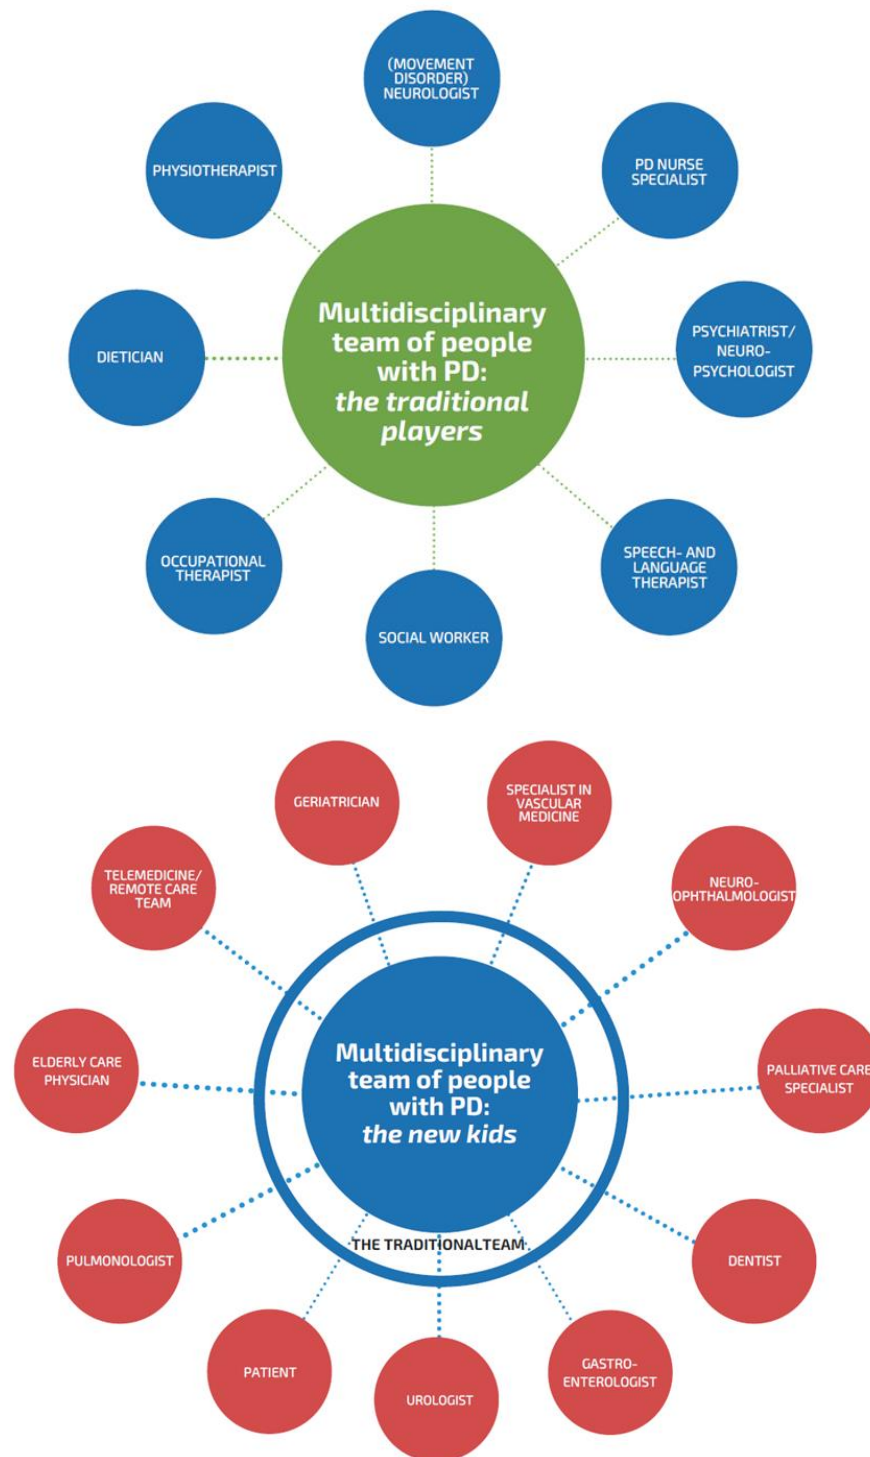 (MOVEMENT
DISORDER)
NEUROLOGIST
PHYSIOTHERAPIST
PD NURSE
SPECIALIST
Multidisciplinary
team of people
with PD:
the traditional
players
DIETICIAN
PSYCHIATRIST/
NEURO-
PSYCHOLOGIST
OCCUPATIONAL
THERAPIST
SPEECH- AND
LANGUAGE
THERAPIST
SOCIAL WORKER
GERIATRICIAN
SPECIALIST IN
VASCULAR
MEDICINE
TELEMEDICINE/
REMOTE CARE
TEAM
NEURO-
OPHTHALMOLOGIST
Multidisciplinary
team of people
with PD:
the new kids
ELDERLY CARE
PHYSICIAN
PALLIATIVE CARE
SPECIALIST
THE TRADITIONALTEAM
PULMONOLOGIST
DENTIST
PATIENT
UROLOGIST
GASTRO-
ENTEROLOGIST